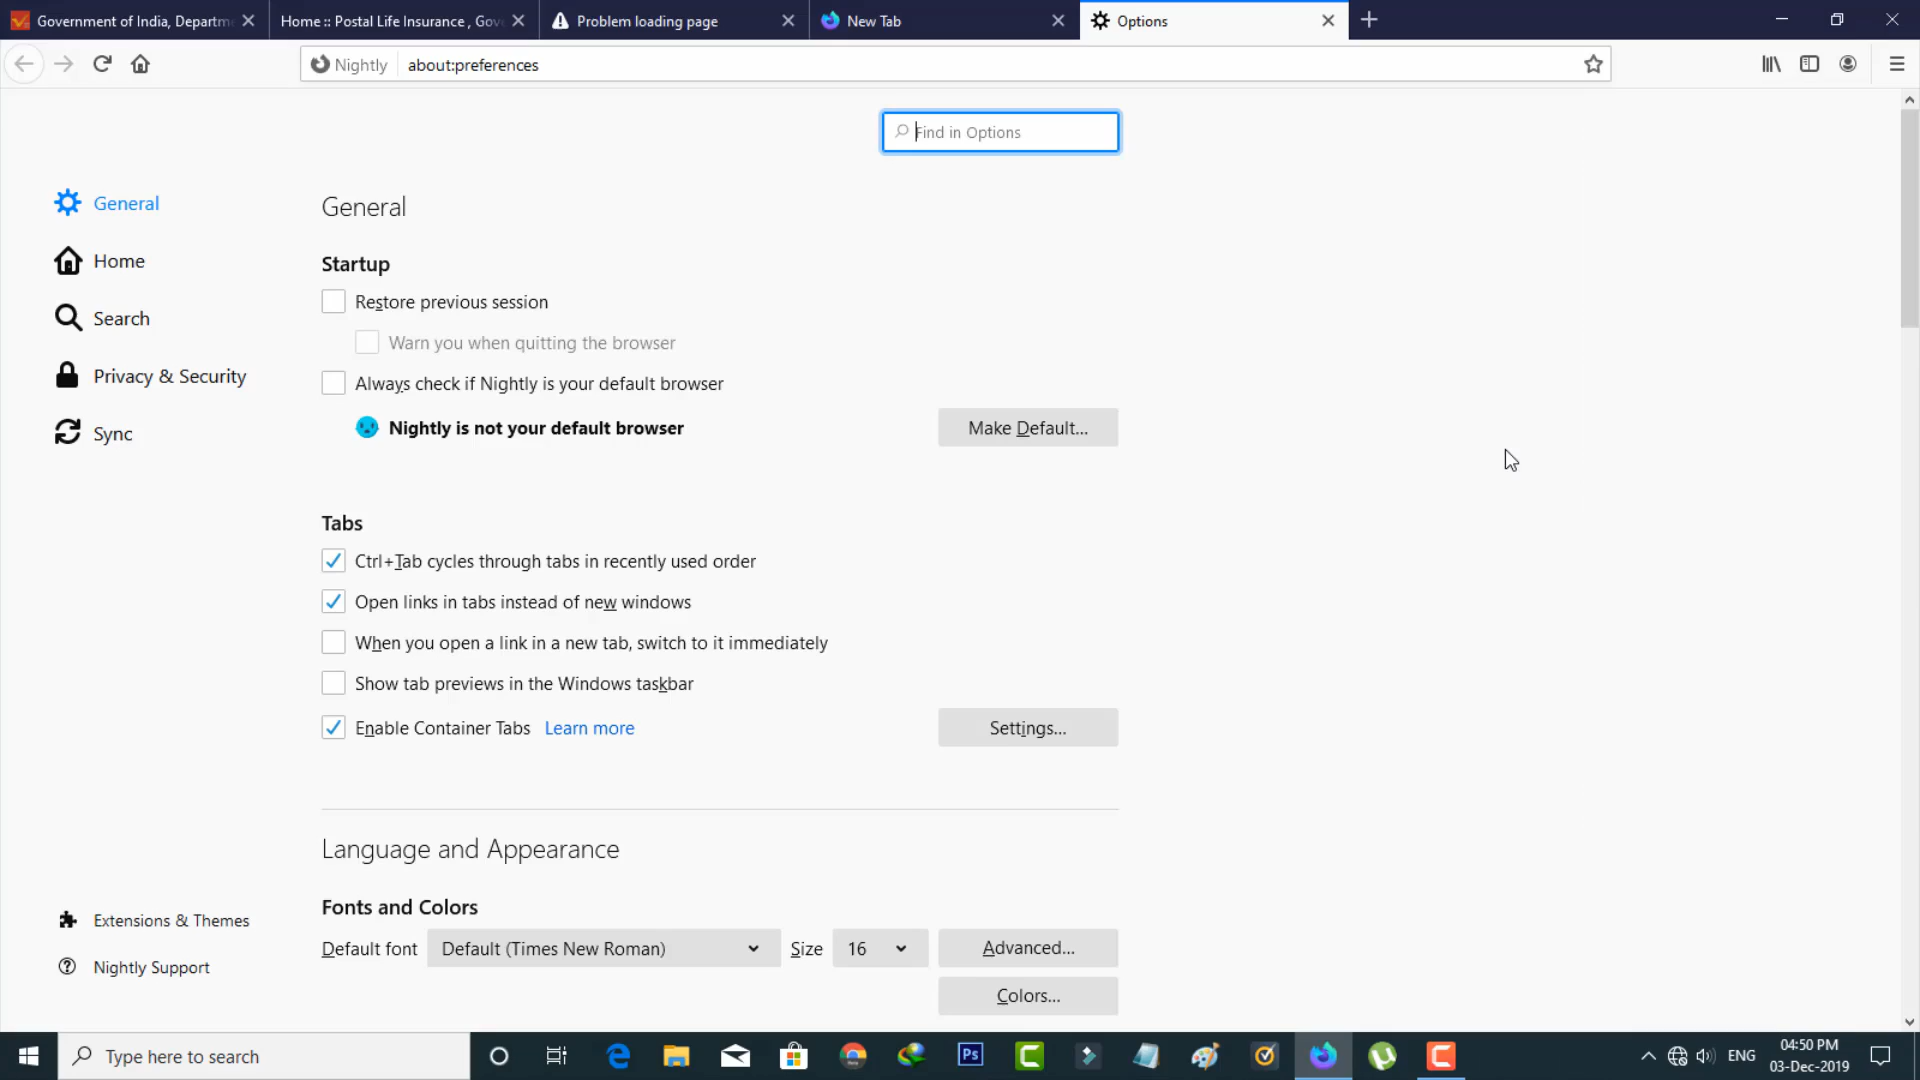 Government of India, Departm
Home :: Postal Life Insurance , Gov
Problem loading page
New Tab
Options
Nightly
about:preferences
Find in Options
General
Home
Search
Privacy & Security
Sync
General
Startup
Restore previous session
Warn you when quitting the browser
Always check if Nightly is your default browser
Nightly is not your default browser
Make Default...
Tabs
Ctrl+Tab cycles through tabs in recently used order
Open links in tabs instead of new windows
When you open a link in a new tab, switch to it immediately
Show tab previews in the Windows taskbar
Enable Container Tabs Learn more
Settings...
Language and Appearance
Fonts and Colors
Default font Default (Times New Roman) Size 16 Advanced...
Colors...
Extensions & Themes
Nightly Support
Type here to search
Ps
ENG
04:50 PM
03-Dec-2019